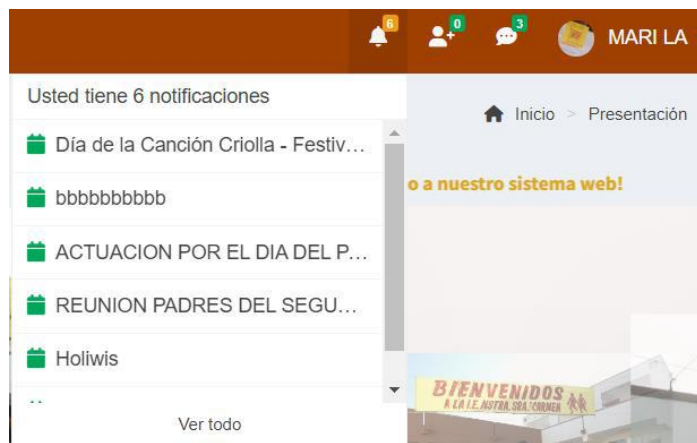 6
0
3
MARI LA
Usted tiene 6 notificaciones
Inicio > Presentación
Día de la Canción Criolla - Festiv...
o a nuestro sistema web!
bbbbbbbbbb
ACTUACION POR EL DIA DEL P...
REUNION PADRES DEL SEGU...
Holiwis
BIENVENIDOS
A LA I.E. NSTRA. SRA. CARMEN
Ver todo